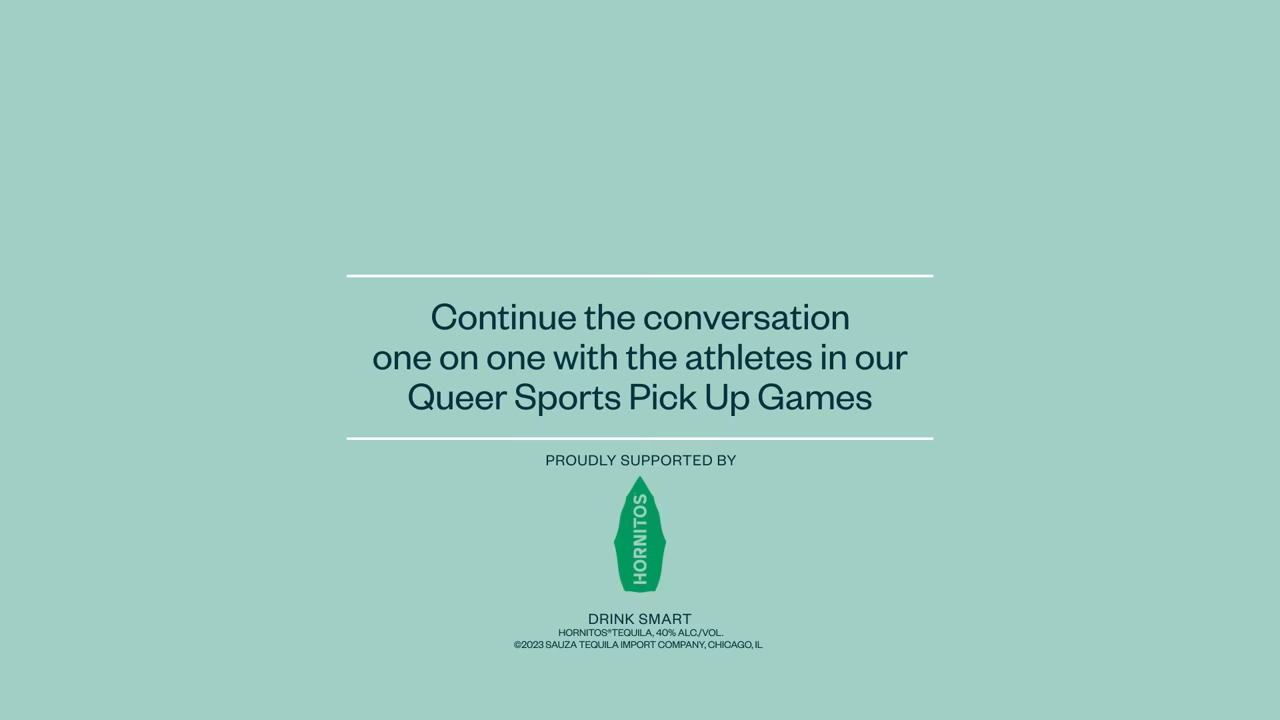 Continue the conversation
one on one with the athletes in our
Queer Sports Pick Up Games
PROUDLY SUPPORTED BY
HORNITOS
DRINK SMART
HORNITOS® TEQUILA, 40% ALC./VOL.
©2023 SAUZA TEQUILA IMPORT COMPANY, CHICAGO, IL